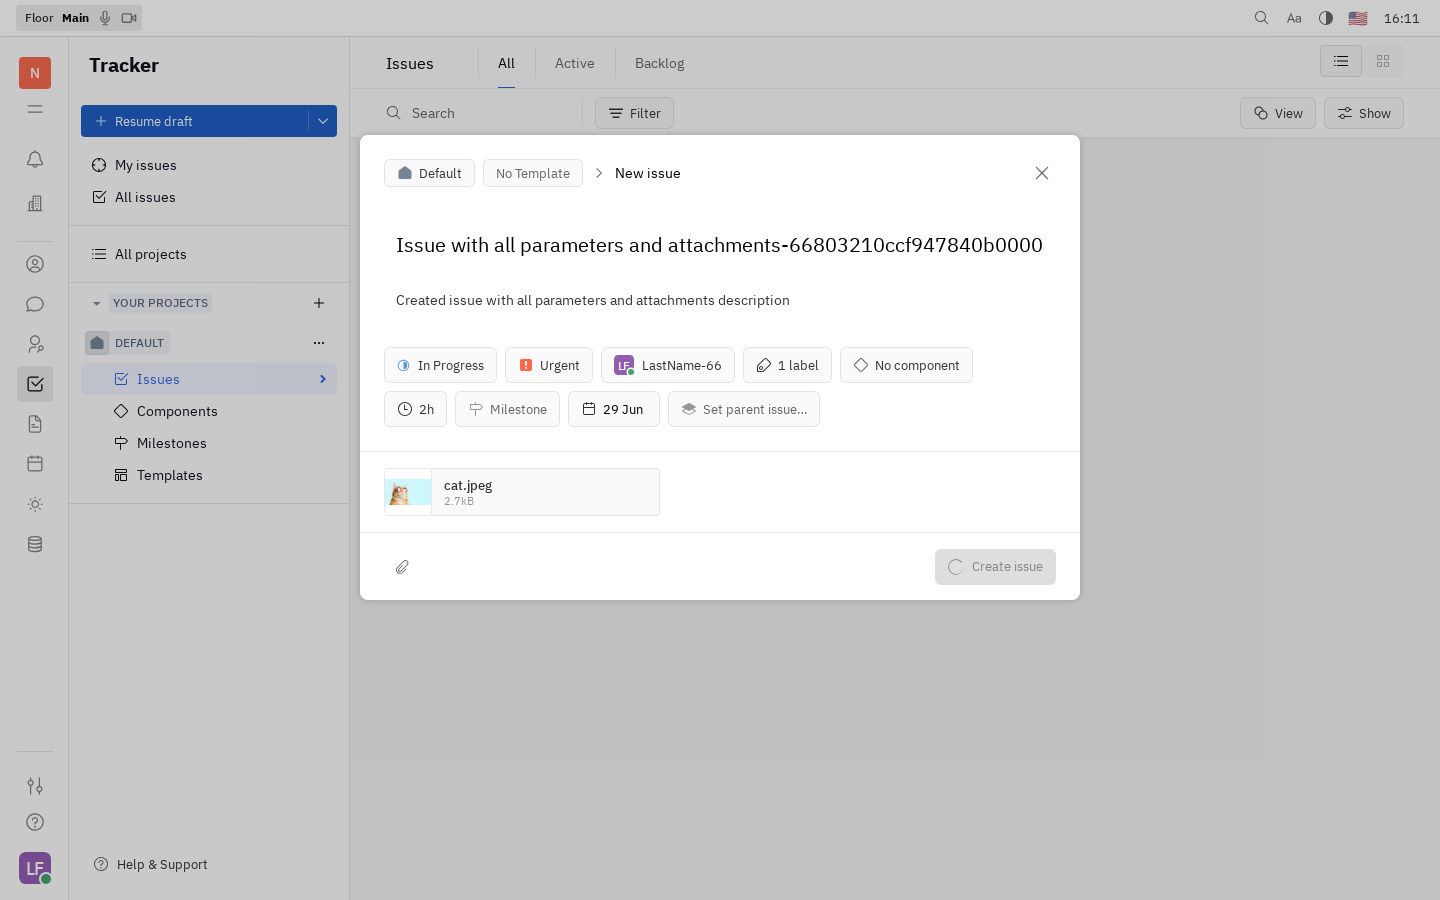 Floor Main
Aa
16:11
N
Tracker
Issues
All
Active
Backlog
Resume draft
Search
Filter
View
Show
My issues
All issues
All projects
YOUR PROJECTS
DEFAULT
Issues
Components
Milestones
Templates
Help & Support
LF
Default
No Template
New issue
Issue with all parameters and attachments-66803210ccf947840b0000
Created issue with all parameters and attachments description
In Progress
Urgent
LF LastName-66
1 label
No component
2h
Milestone
29 Jun
Set parent issue...
cat.jpeg
2.7kB
Create issue